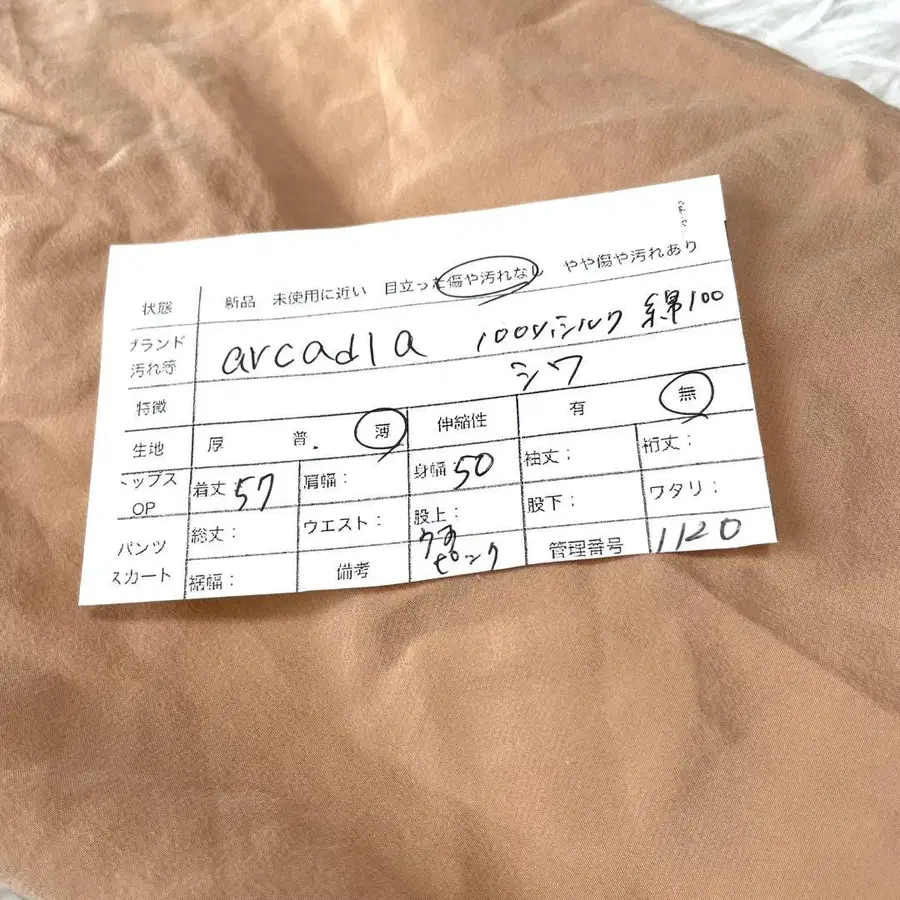 状態 新品 未使用に近い 目立った傷や汚れなし やや傷や汚れあり
ブランド arcadia 100%シルク 綿100
汚れ等 シワ
特徴
生地 厚 普 薄 伸縮性 有 無
トップス OP 着丈:57 肩幅: 身幅:50 袖丈: 裄丈:
パンツ 総丈: ウエスト: 股上: 股下: ワタリ:
スカート 裾幅: 備考 ピンク 管理番号 1120